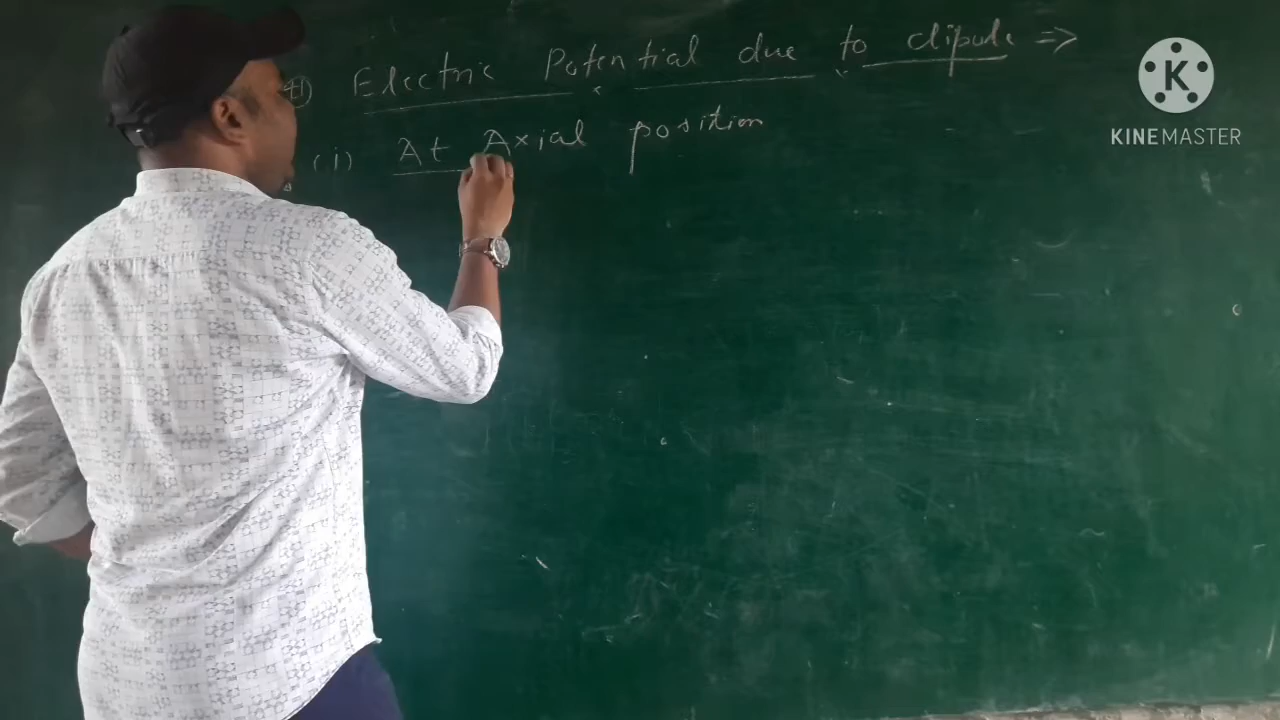 Electric Potential due to dipole ⇒
(i) At Axial position
K
KINEMASTER